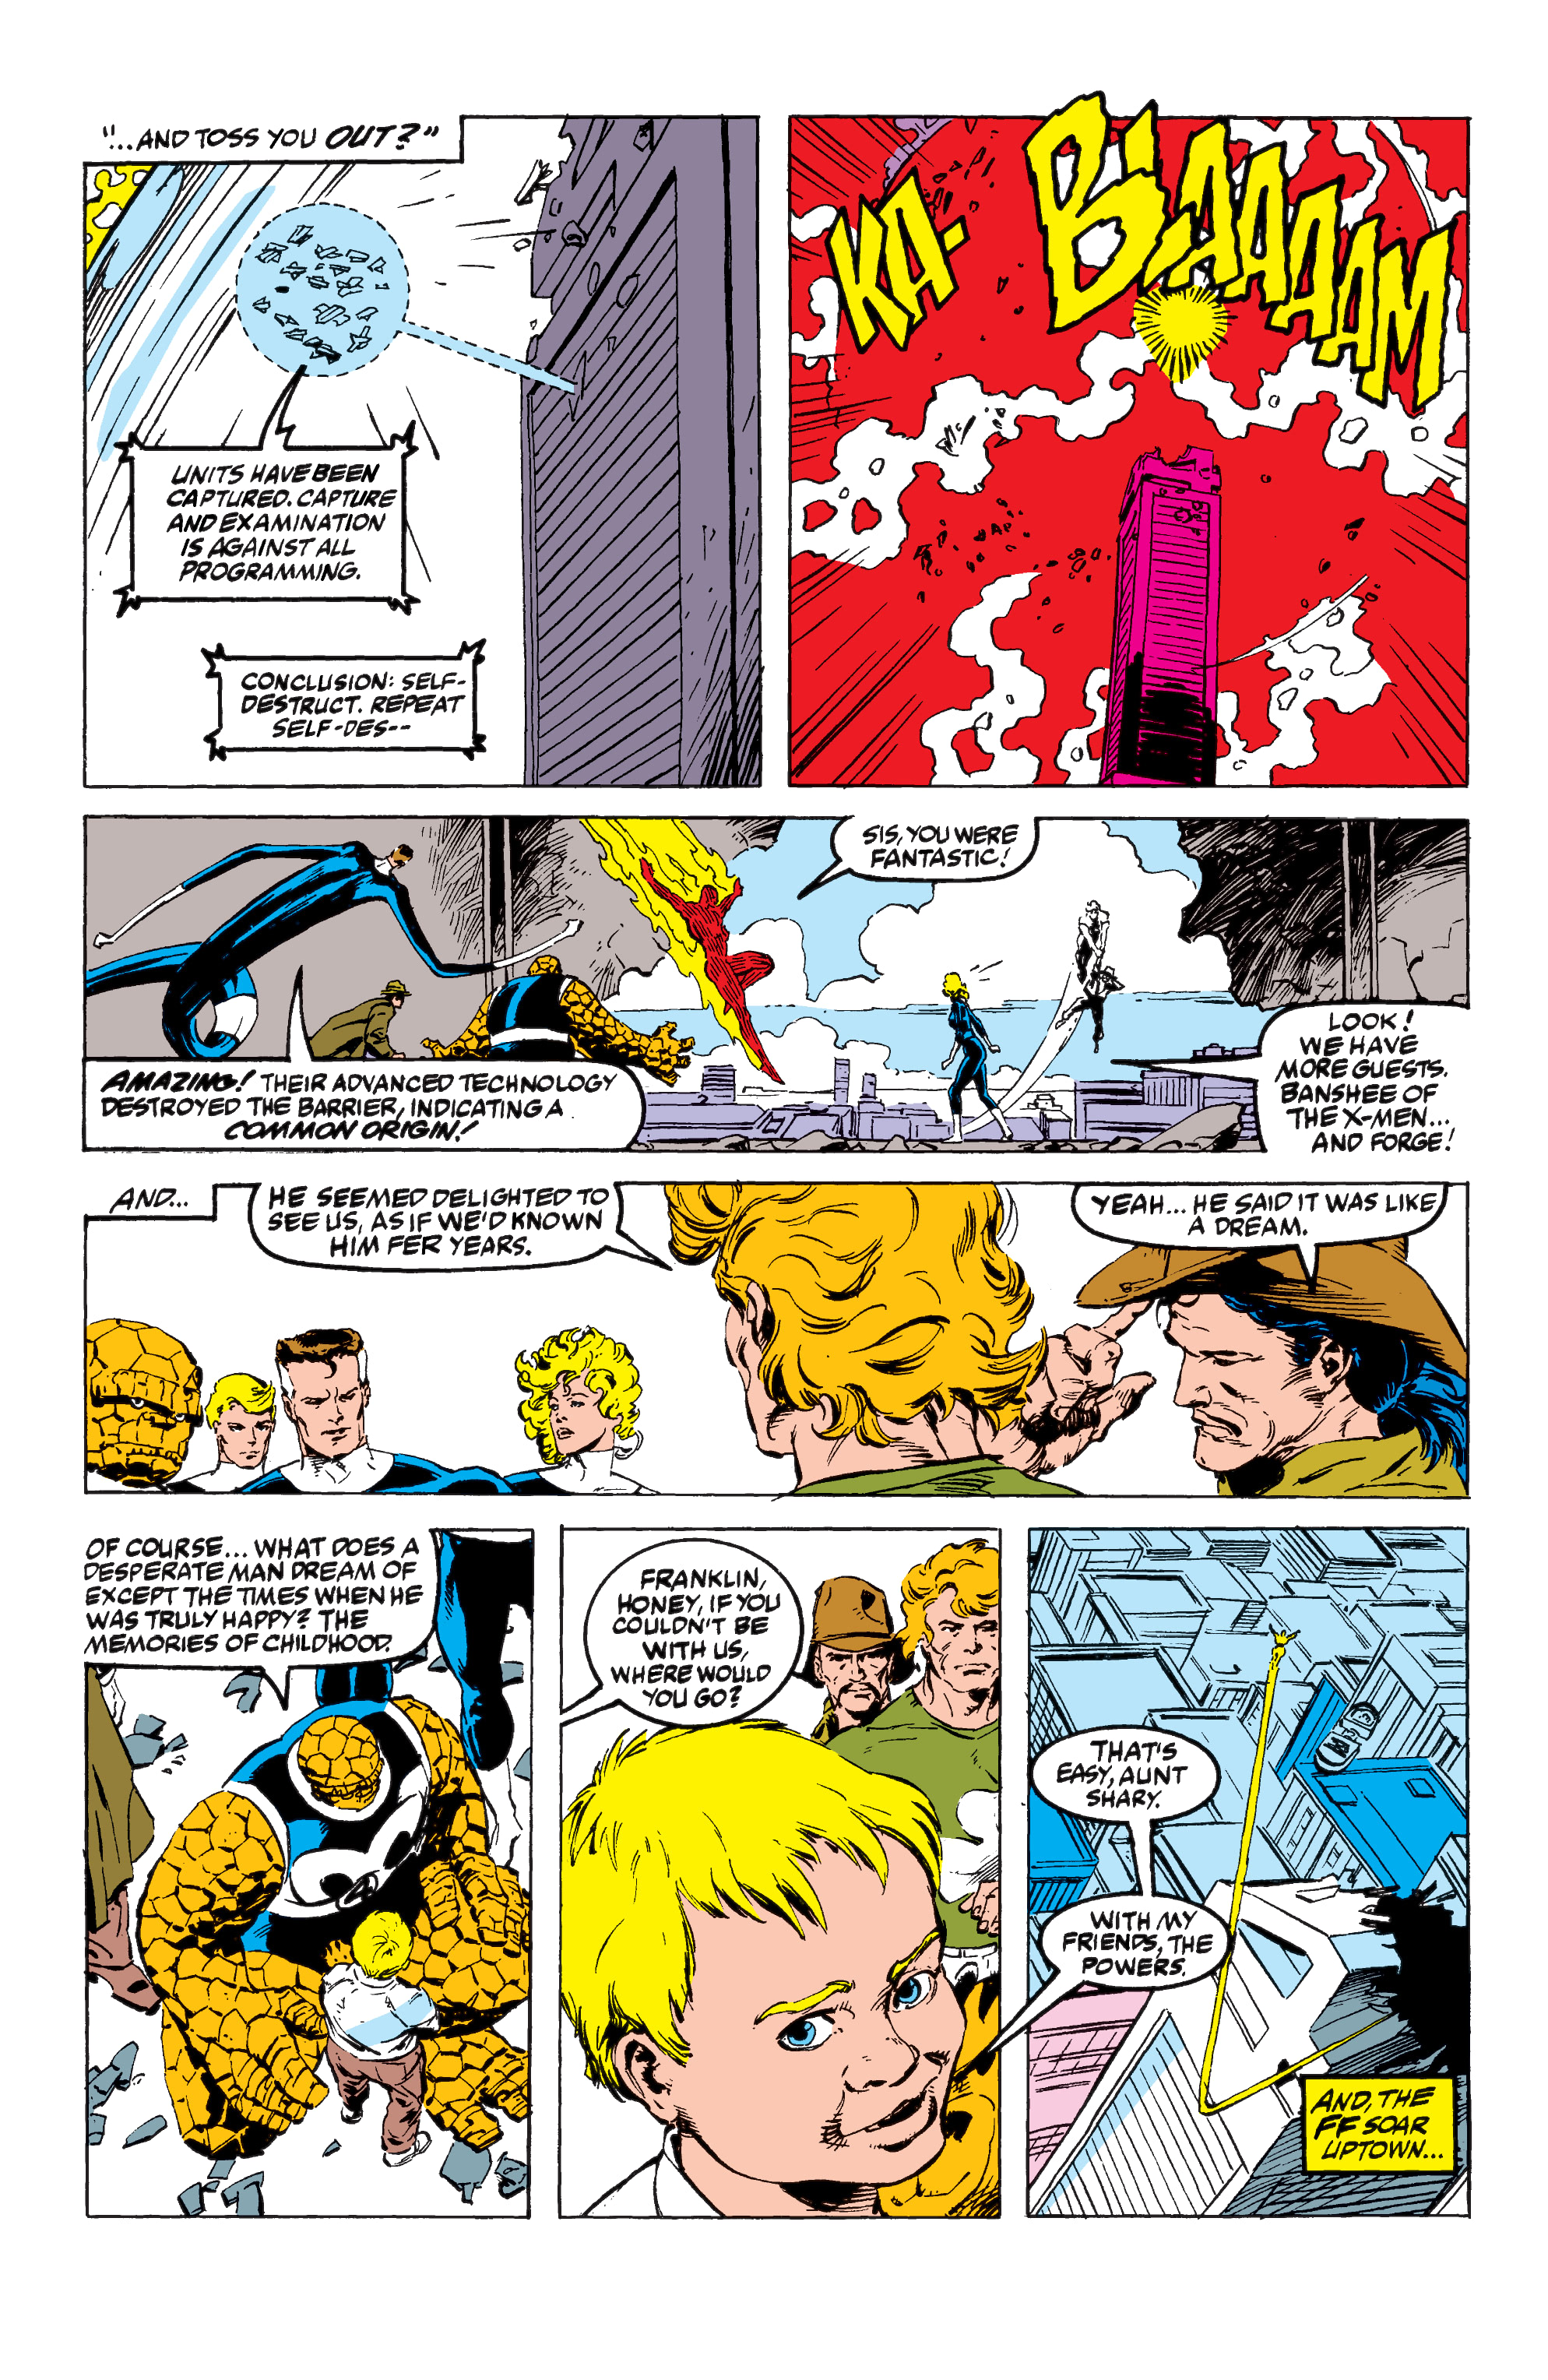 "...AND TOSS YOU OUT?"
UNITS HAVE BEEN
CAPTURED. CAPTURE
AND EXAMINATION
IS AGAINST ALL
PROGRAMMING.
CONCLUSION: SELF-
DESTRUCT. REPEAT
SELF-DES--
KA-BLAAAAAM
SIS, YOU WERE
FANTASTIC!
AMAZING! THEIR ADVANCED TECHNOLOGY
DESTROYED THE BARRIER, INDICATING A
COMMON ORIGIN!
LOOK!
WE HAVE
MORE GUESTS.
BANSHEE OF
THE X-MEN...
AND FORGE!
AND...
HE SEEMED DELIGHTED TO
SEE US, AS IF WE'D KNOWN
HIM FER YEARS.
YEAH... HE SAID IT WAS LIKE
A DREAM.
OF COURSE... WHAT DOES A
DESPERATE MAN DREAM OF
EXCEPT THE TIMES WHEN HE
WAS TRULY HAPPY? THE
MEMORIES OF CHILDHOOD.
FRANKLIN,
HONEY, IF YOU
COULDN'T BE
WITH US,
WHERE WOULD
YOU GO?
THAT'S
EASY, AUNT
SHARY.
WITH MY
FRIENDS, THE
POWERS.
AND, THE
FF SOAR
UPTOWN...